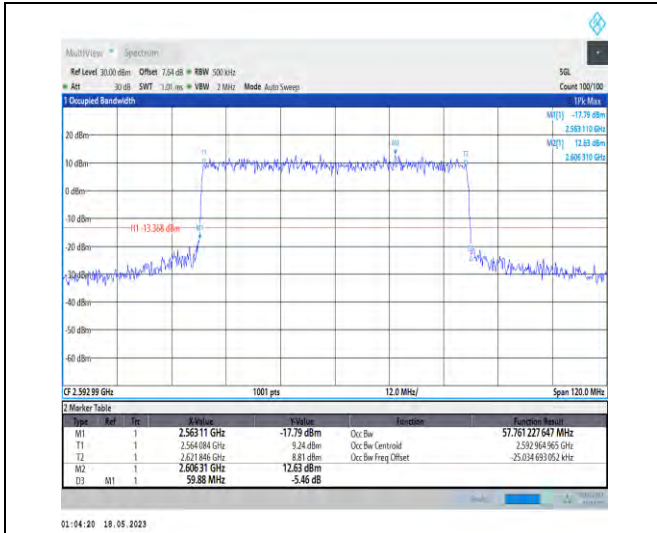 MultiView Spectrum
Ref Level 30.00 dBm Offset 7.64 dB RBW 500 kHz SGL
Att 30 dB SWT 1.01 ms VBW 2 MHz Mode Auto Sweep Count 100/100
1 Occupied Bandwidth 1Pk Max
M1[1] -17.79 dBm
2.563 110 GHz
M2[1] 12.63 dBm
2.606 310 GHz
20 dBm
T1 M2 T2
10 dBm
0 dBm
-10 dBm
H1 -13.368 dBm M1
-20 dBm
-30 dBm
-40 dBm
-50 dBm
-60 dBm
CF 2.592 99 GHz 1001 pts 12.0 MHz/ Span 120.0 MHz
2 Marker Table
Type Ref Trc X-Value Y-Value Function Function Result
M1 1 2.563 11 GHz -17.79 dBm Occ Bw 57.761 227 647 MHz
T1 1 2.564 084 GHz 9.24 dBm Occ Bw Centroid 2.592 964 965 GHz
T2 1 2.621 846 GHz 8.81 dBm Occ Bw Freq Offset -25.034 693 052 kHz
M2 1 2.606 31 GHz 12.63 dBm
D3 M1 1 59.88 MHz -5.46 dB
01:04:20 18.05.2023